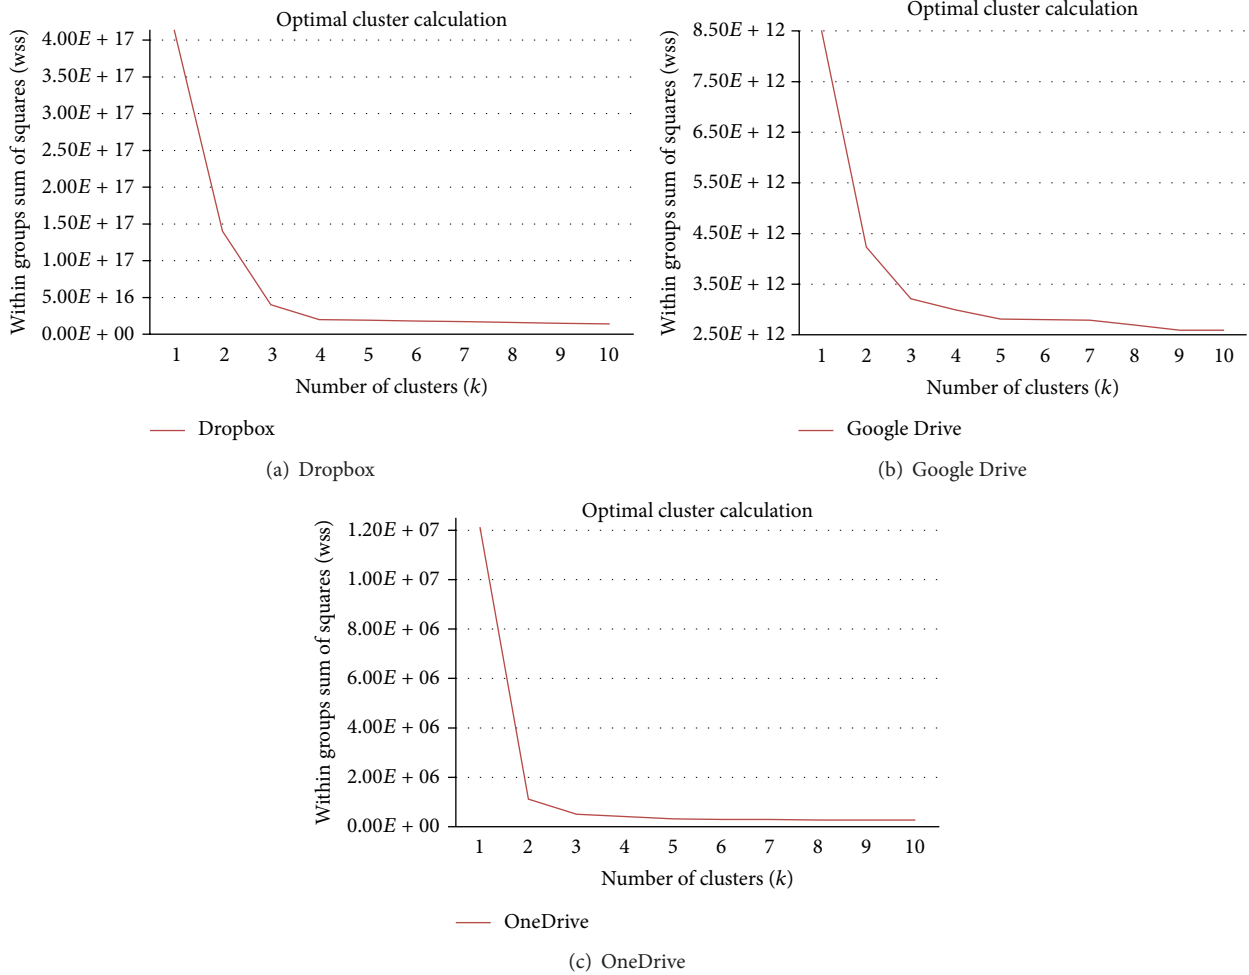 Optimal cluster calculation
Within groups sum of squares (wss)
4.00E + 17
3.50E + 17
3.00E + 17
2.50E + 17
2.00E + 17
1.50E + 17
1.00E + 17
5.00E + 16
0.00E + 00
1 2 3 4 5 6 7 8 9 10
Number of clusters (k)
Dropbox
(a) Dropbox
Optimal cluster calculation
Within groups sum of squares (wss)
8.50E + 12
7.50E + 12
6.50E + 12
5.50E + 12
4.50E + 12
3.50E + 12
2.50E + 12
1 2 3 4 5 6 7 8 9 10
Number of clusters (k)
Google Drive
(b) Google Drive
Optimal cluster calculation
Within groups sum of squares (wss)
1.20E + 07
1.00E + 07
8.00E + 06
6.00E + 06
4.00E + 06
2.00E + 06
0.00E + 00
1 2 3 4 5 6 7 8 9 10
Number of clusters (k)
OneDrive
(c) OneDrive